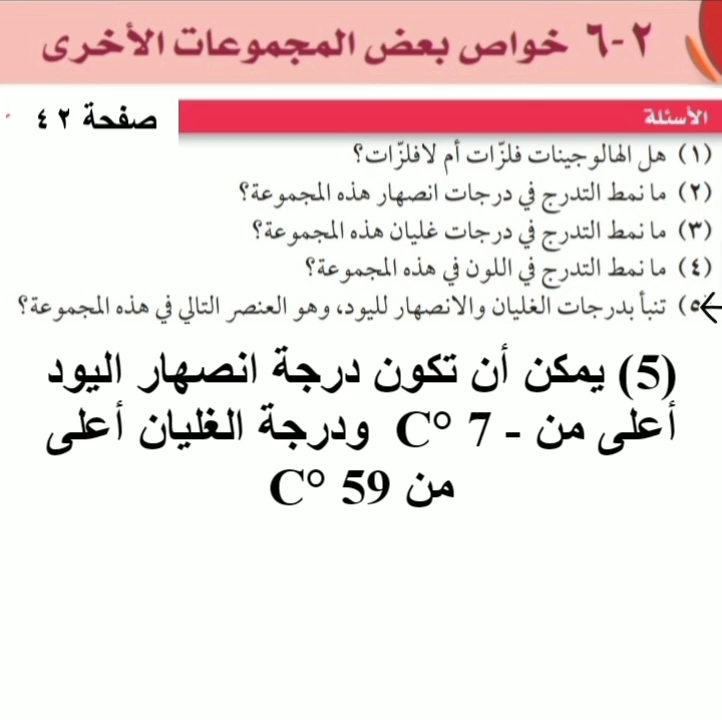 ٢-٦ خواص بعض المجموعات الأخرى
الأسئلة
صفحة ٤٢
(١) هل الهالوجينات فلزّات أم لافلزّات؟
(٢) ما نمط التدرج في درجات انصهار هذه المجموعة؟
(٣) ما نمط التدرج في درجات غليان هذه المجموعة؟
(٤) ما نمط التدرج في اللون في هذه المجموعة؟
(٥) تنبأ بدرجات الغليان والانصهار لليود، وهو العنصر التالي في هذه المجموعة؟
(5) يمكن أن تكون درجة انصهار اليود
أعلى من - 7 °C ودرجة الغليان أعلى
من 59 °C